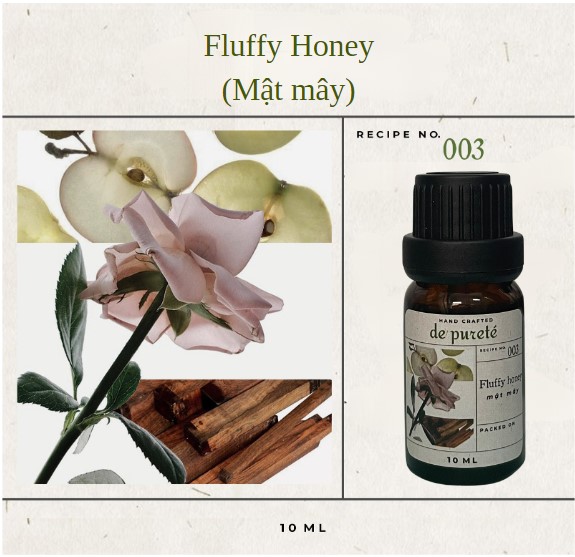 Fluffy Honey
(Mật mây)
RECIPE NO.
003
HAND CRAFTED
de pureté
RECIPE NO.
003
Fluffy honey
mật mây
PACKED ON
10 ML
10 ML